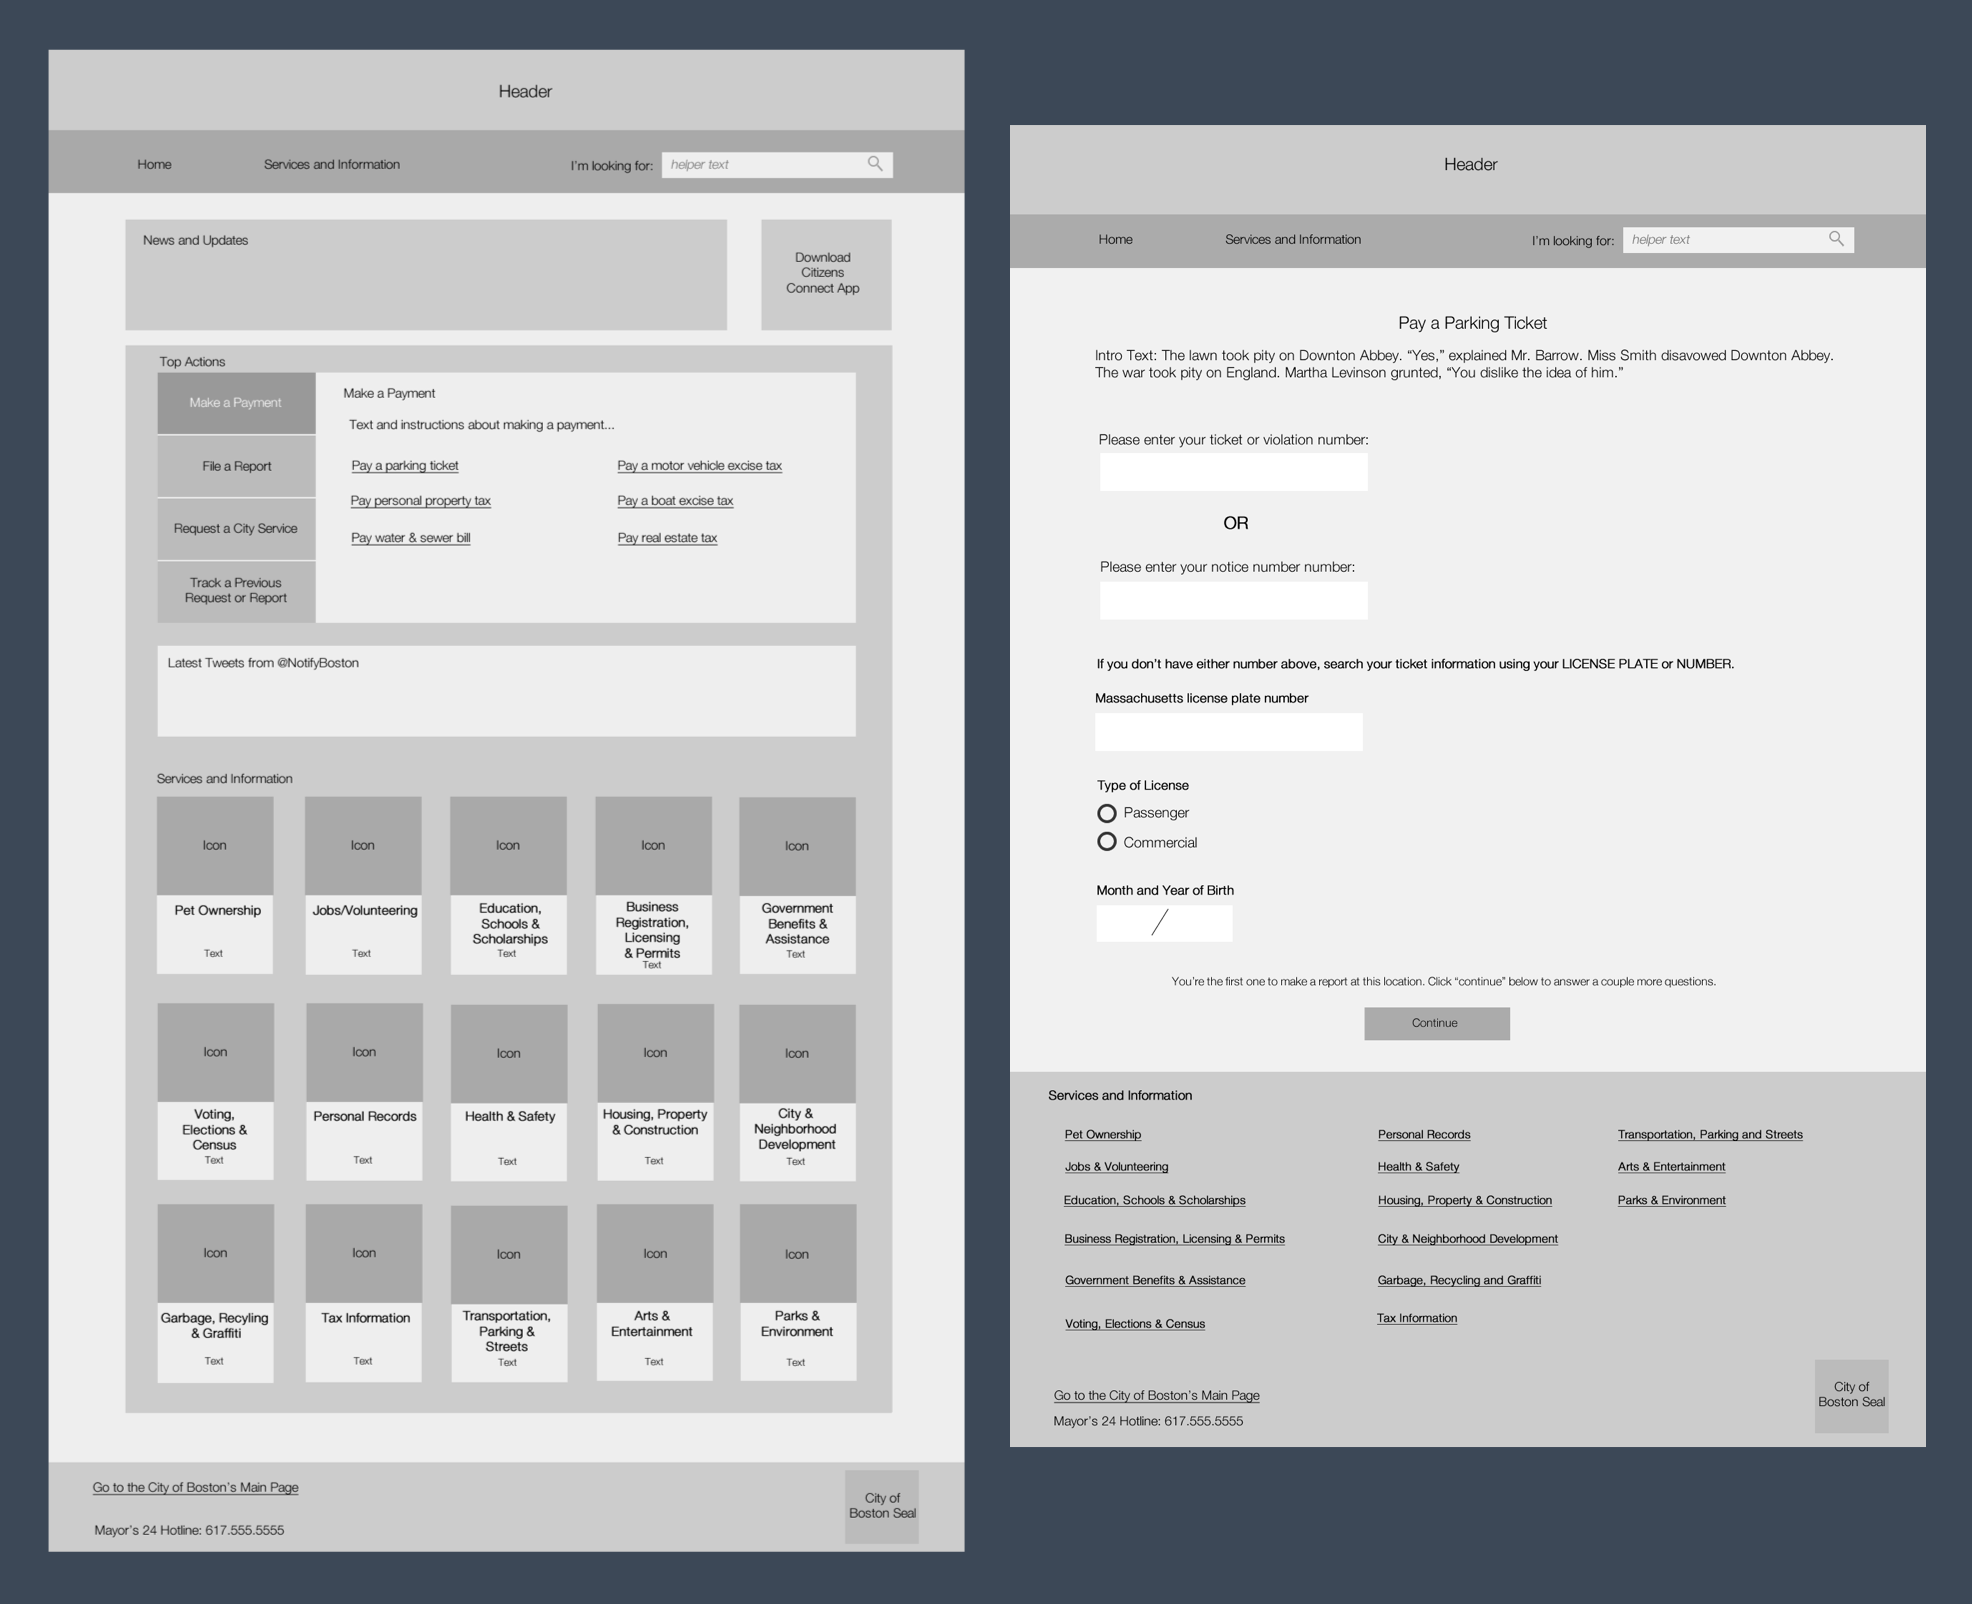 Header
Home
Services and Information
I'm looking for:
helper text
News and Updates
Download
Citizens
Connect App
Top Actions
Make a Payment
File a Report
Request a City Service
Track a Previous
Request or Report
Make a Payment
Text and instructions about making a payment...
Pay a parking ticket
Pay a motor vehicle excise tax
Pay personal property tax
Pay a boat excise tax
Pay water & sewer bill
Pay real estate tax
Latest Tweets from @NotifyBoston
Services and Information
Icon
Pet Ownership
Text
Icon
Jobs/Volunteering
Text
Icon
Education,
Schools &
Scholarships
Text
Icon
Business
Registration,
Licensing
& Permits
Text
Icon
Government
Benefits &
Assistance
Text
Icon
Voting,
Elections &
Census
Text
Icon
Personal Records
Text
Icon
Health & Safety
Text
Icon
Housing, Property
& Construction
Text
Icon
City &
Neighborhood
Development
Text
Icon
Garbage, Recyling
& Graffiti
Text
Icon
Tax Information
Text
Icon
Transportation,
Parking &
Streets
Text
Icon
Arts &
Entertainment
Text
Icon
Parks &
Environment
Text
Go to the City of Boston's Main Page
Mayor's 24 Hotline: 617.555.5555
City of
Boston Seal
Header
Home
Services and Information
I'm looking for:
helper text
Pay a Parking Ticket
Intro Text: The lawn took pity on Downton Abbey. “Yes,” explained Mr. Barrow. Miss Smith disavowed Downton Abbey.
The war took pity on England. Martha Levinson grunted, “You dislike the idea of him.”
Please enter your ticket or violation number:
OR
Please enter your notice number number:
If you don't have either number above, search your ticket information using your LICENSE PLATE or NUMBER.
Massachusetts license plate number
Type of License
Passenger
Commercial
Month and Year of Birth
/
You're the first one to make a report at this location. Click “continue” below to answer a couple more questions.
Continue
Services and Information
Pet Ownership
Jobs & Volunteering
Education, Schools & Scholarships
Business Registration, Licensing & Permits
Government Benefits & Assistance
Voting, Elections & Census
Personal Records
Health & Safety
Housing, Property & Construction
City & Neighborhood Development
Garbage, Recycling and Graffiti
Tax Information
Transportation, Parking and Streets
Arts & Entertainment
Parks & Environment
Go to the City of Boston's Main Page
Mayor's 24 Hotline: 617.555.5555
City of
Boston Seal